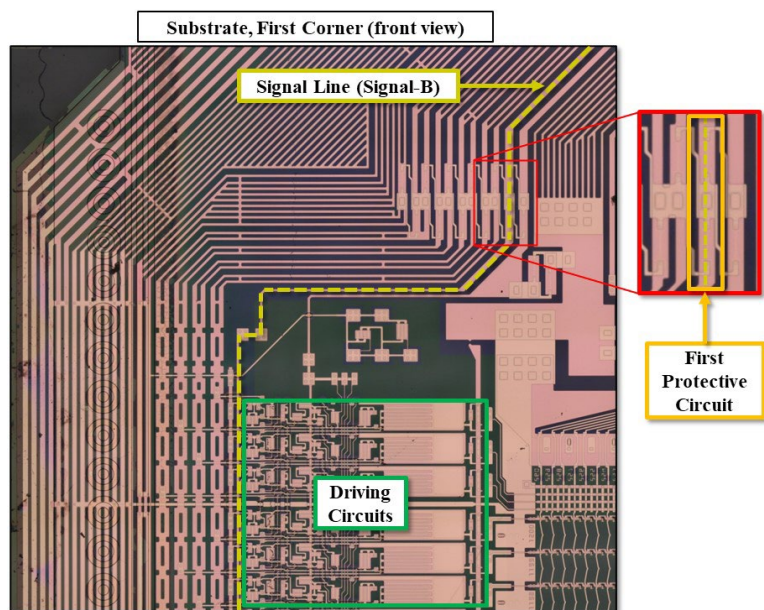 Substrate, First Corner (front view)
Signal Line (Signal-B)
First
Protective
Circuit
Driving
Circuits